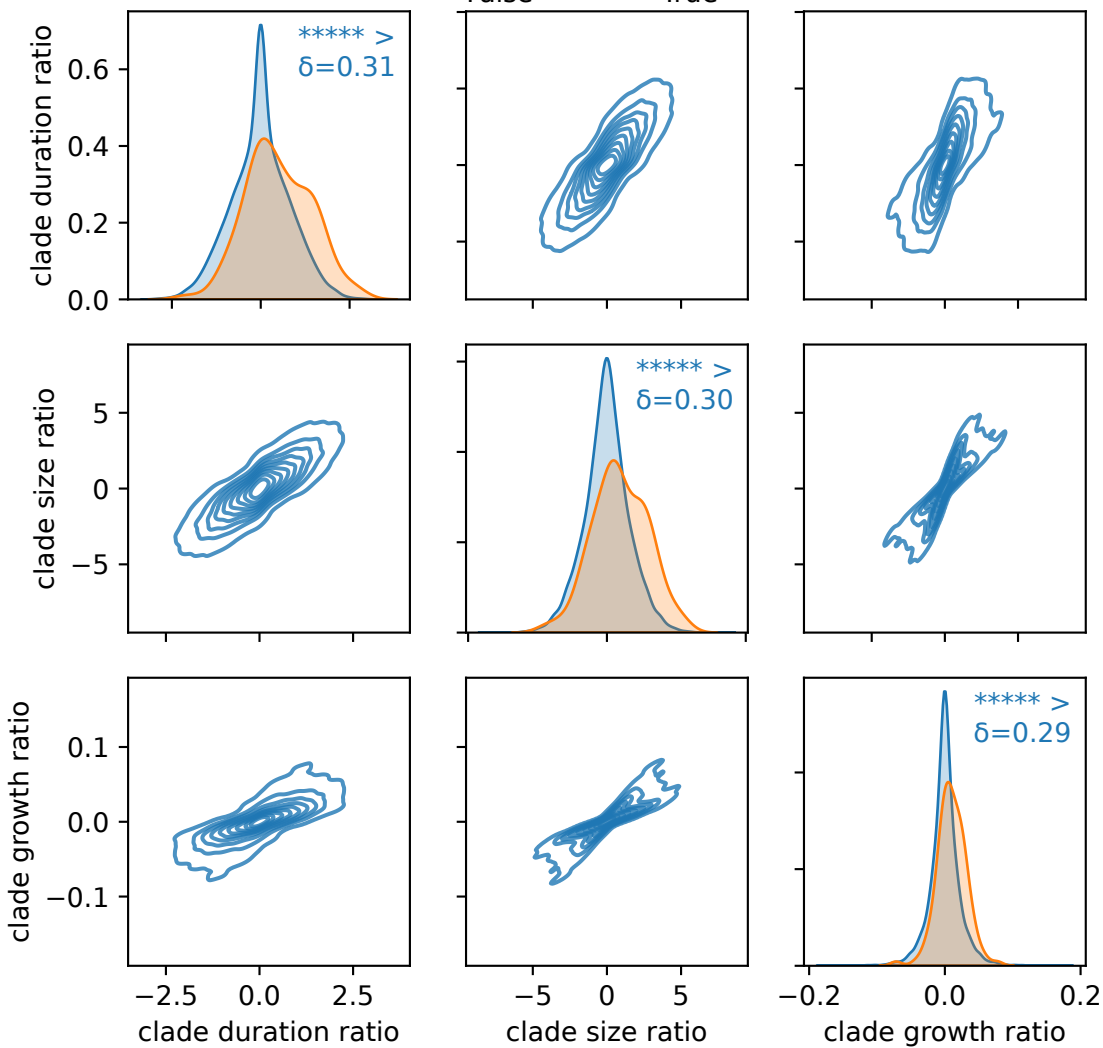 clade duration ratio
0.6
0.4
0.2
0.0
***** >
δ=0.31
clade size ratio
5
0
−5
***** >
δ=0.30
clade growth ratio
0.1
0.0
−0.1
***** >
δ=0.29
−2.5 0.0 2.5
−5 0 5
−0.2 0.0 0.2
clade duration ratio
clade size ratio
clade growth ratio